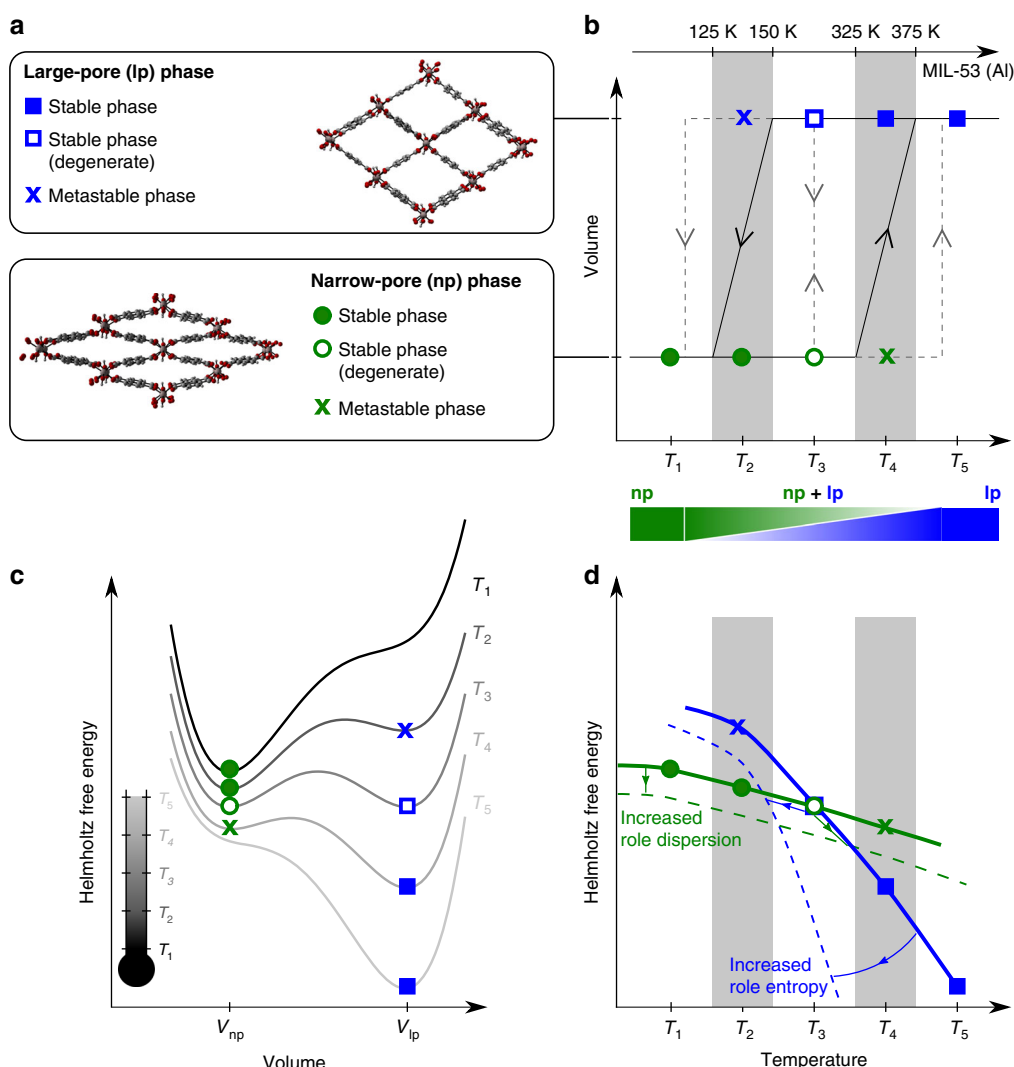 a
Large-pore (lp) phase
Stable phase
Stable phase
(degenerate)
Metastable phase
Narrow-pore (np) phase
Stable phase
Stable phase
(degenerate)
Metastable phase
b
125 K 150 K 325 K 375 K
MIL-53 (Al)
Volume
T1 T2 T3 T4 T5
np np + lp lp
c
Helmholtz free energy
T1
T2
T3
T4
T5
T5
T4
T3
T2
T1
Vnp Vlp
Volume
d
Helmholtz free energy
Increased
role dispersion
Increased
role entropy
T1 T2 T3 T4 T5
Temperature